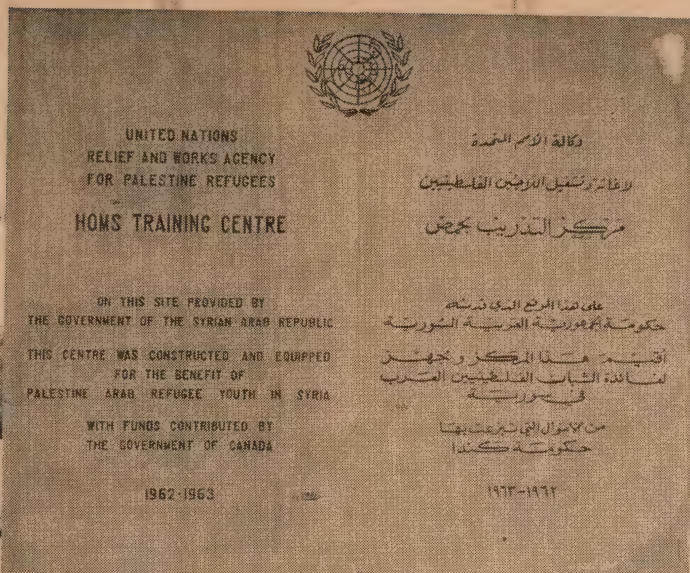 UNITED NATIONS
RELIEF AND WORKS AGENCY
FOR PALESTINE REFUGEES
HOMS TRAINING CENTRE
ON THIS SITE PROVIDED BY
THE GOVERNMENT OF THE SYRIAN ARAB REPUBLIC
THIS CENTRE WAS CONSTRUCTED AND EQUIPPED
FOR THE BENEFIT OF
PALESTINE ARAB REFUGEE YOUTH IN SYRIA
WITH FUNDS CONTRIBUTED BY
THE GOVERNMENT OF CANADA
1962-1963
وكالة الامم المتحدة
لاغاثة وتشغيل اللاجئين الفلسطينيين
مركز التدريب بحمص
على هذا الموقع الذي قدمته
حكومة الجمهورية العربية السورية
أقيم هذا المركز وجهز
لفائدة الشباب الفلسطينيين العرب
في سورية
من الاموال التي تبرعت بها
حكومة كندا
١٩٦٢-١٩٦٣